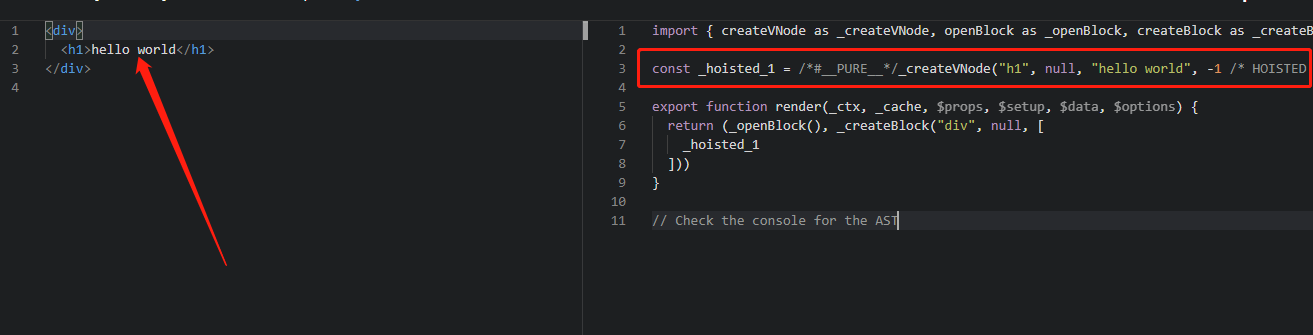 1 <div>
2 <h1>hello world</h1>
3 </div>
4
1 import { createVNode as _createVNode, openBlock as _openBlock, createBlock as _createB
2
3 const _hoisted_1 = /*#__PURE__*/_createVNode("h1", null, "hello world", -1 /* HOISTED
4
5 export function render(_ctx, _cache, $props, $setup, $data, $options) {
6 return (_openBlock(), _createBlock("div", null, [
7 _hoisted_1
8 ]))
9 }
10
11 // Check the console for the AST